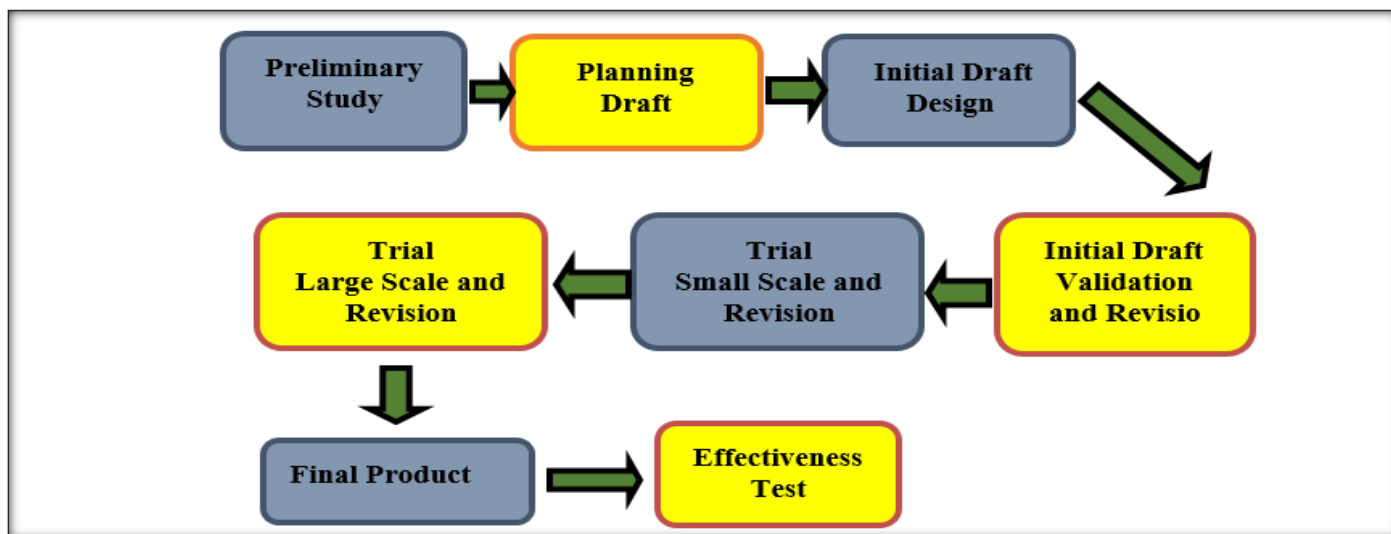 Preliminary
Study
Planning
Draft
Initial Draft
Design
Initial Draft
Validation
and Revisio
Trial
Small Scale and
Revision
Trial
Large Scale and
Revision
Final Product
Effectiveness
Test